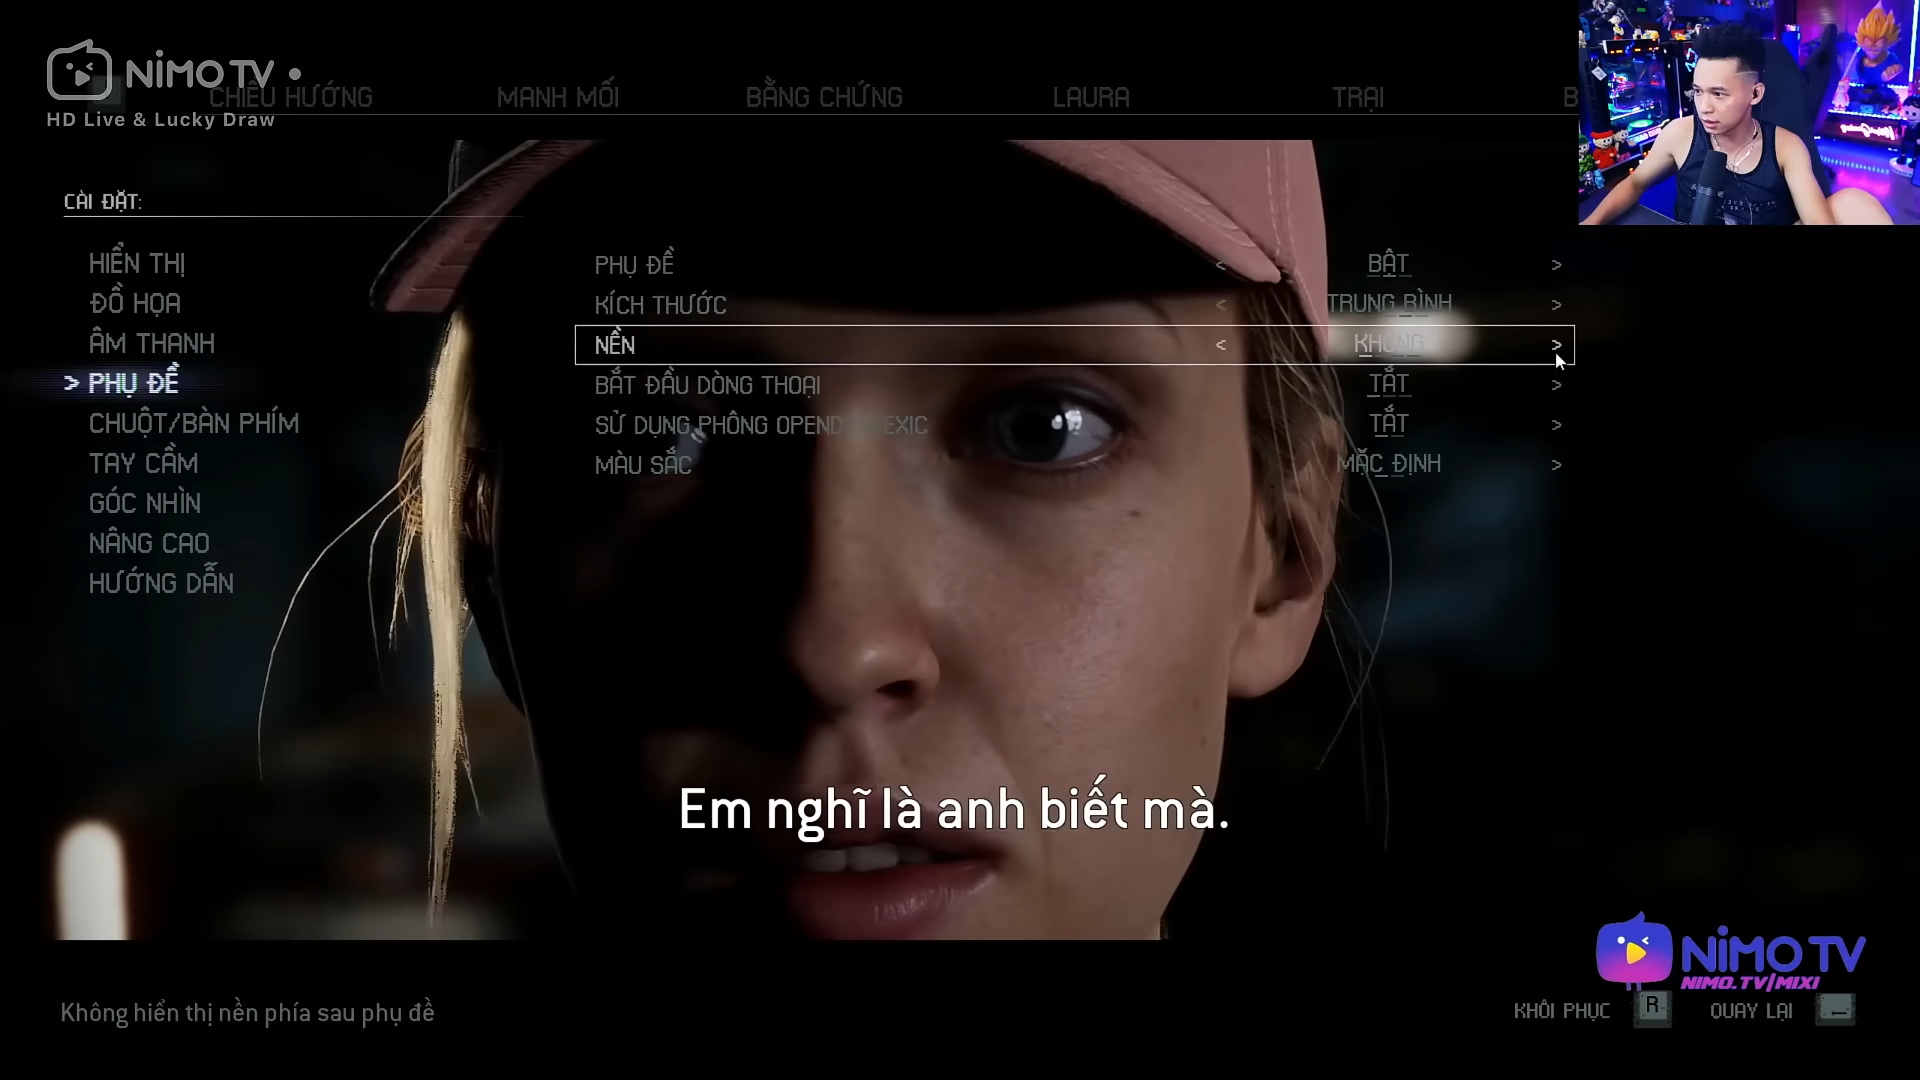 NIMO TV
HD Live & Lucky Draw
CHIỀU HƯỚNG
MANH MỐI
BẰNG CHỨNG
LAURA
TRẠI
B
CÀI ĐẶT:
HIỂN THỊ
ĐỒ HỌA
ÂM THANH
> PHỤ ĐỀ
CHUỘT/BÀN PHÍM
TAY CẦM
GÓC NHÌN
NÂNG CAO
HƯỚNG DẪN
PHỤ ĐỀ < BẬT >
KÍCH THƯỚC < TRUNG BÌNH >
NỀN < KHÔNG >
BẮT ĐẦU DÒNG THOẠI TẮT >
SỬ DỤNG PHÔNG TẮT >
MÀU SẮC MẶC ĐỊNH >
Em nghĩ là anh biết mà.
NIMO TV
NIMO.TV/MIXI
Không hiển thị nền phía sau phụ đề
KHÔI PHỤC R QUAY LẠI